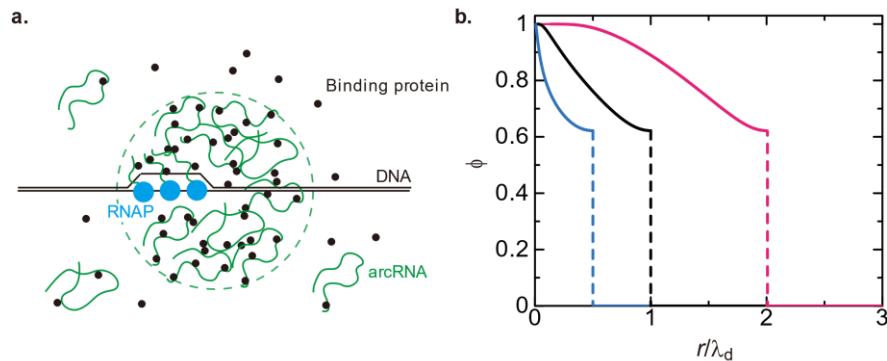 a.
Binding protein
DNA
RNAP
arcRNA
b.
1
0.8
0.6
0.4
0.2
0
ϕ
0 1 2 3
r/λd